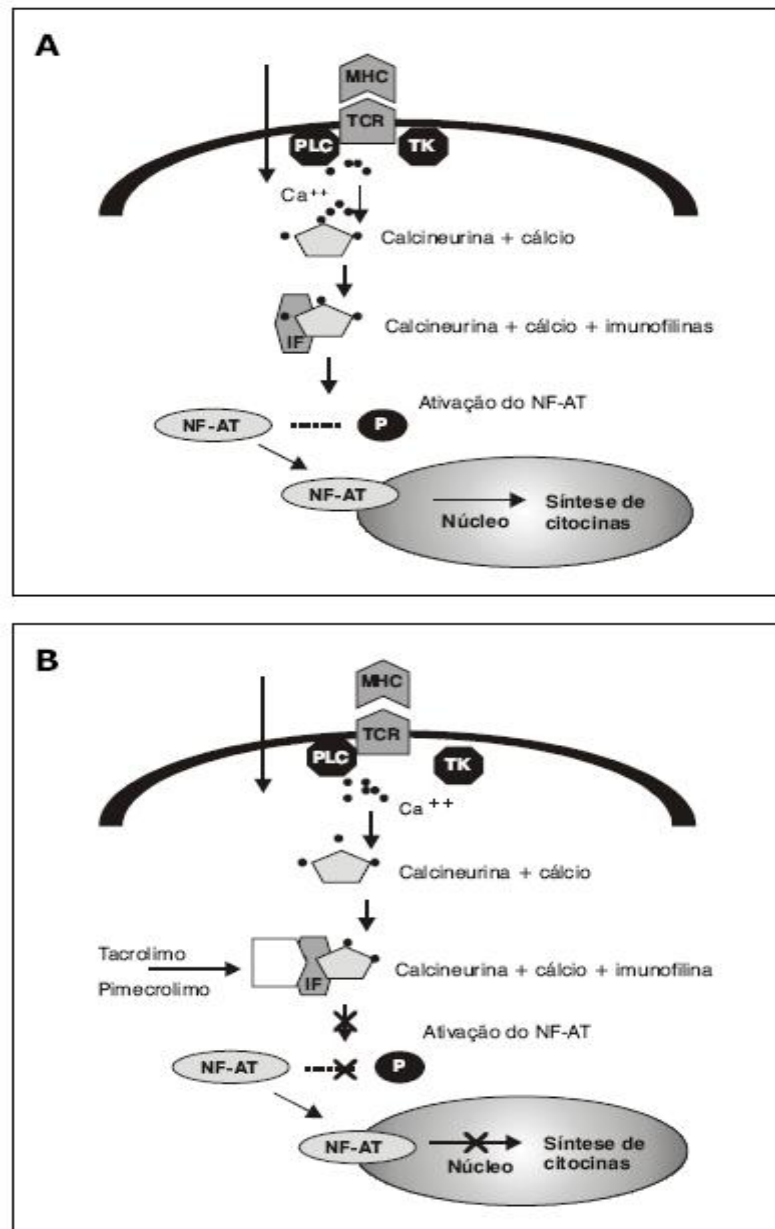 A
MHC
TCR
PLC
TK
Ca++
Calcineurina + cálcio
IF
Calcineurina + cálcio + imunofilinas
Ativação do NF-AT
NF-AT
P
NF-AT
Núcleo
Síntese de
citocinas
B
MHC
TCR
PLC
TK
Ca ++
Calcineurina + cálcio
Tacrolimo
Pimecrolimo
IF
Calcineurina + cálcio + imunofilina
Ativação do NF-AT
NF-AT
P
NF-AT
Núcleo
Síntese de
citocinas